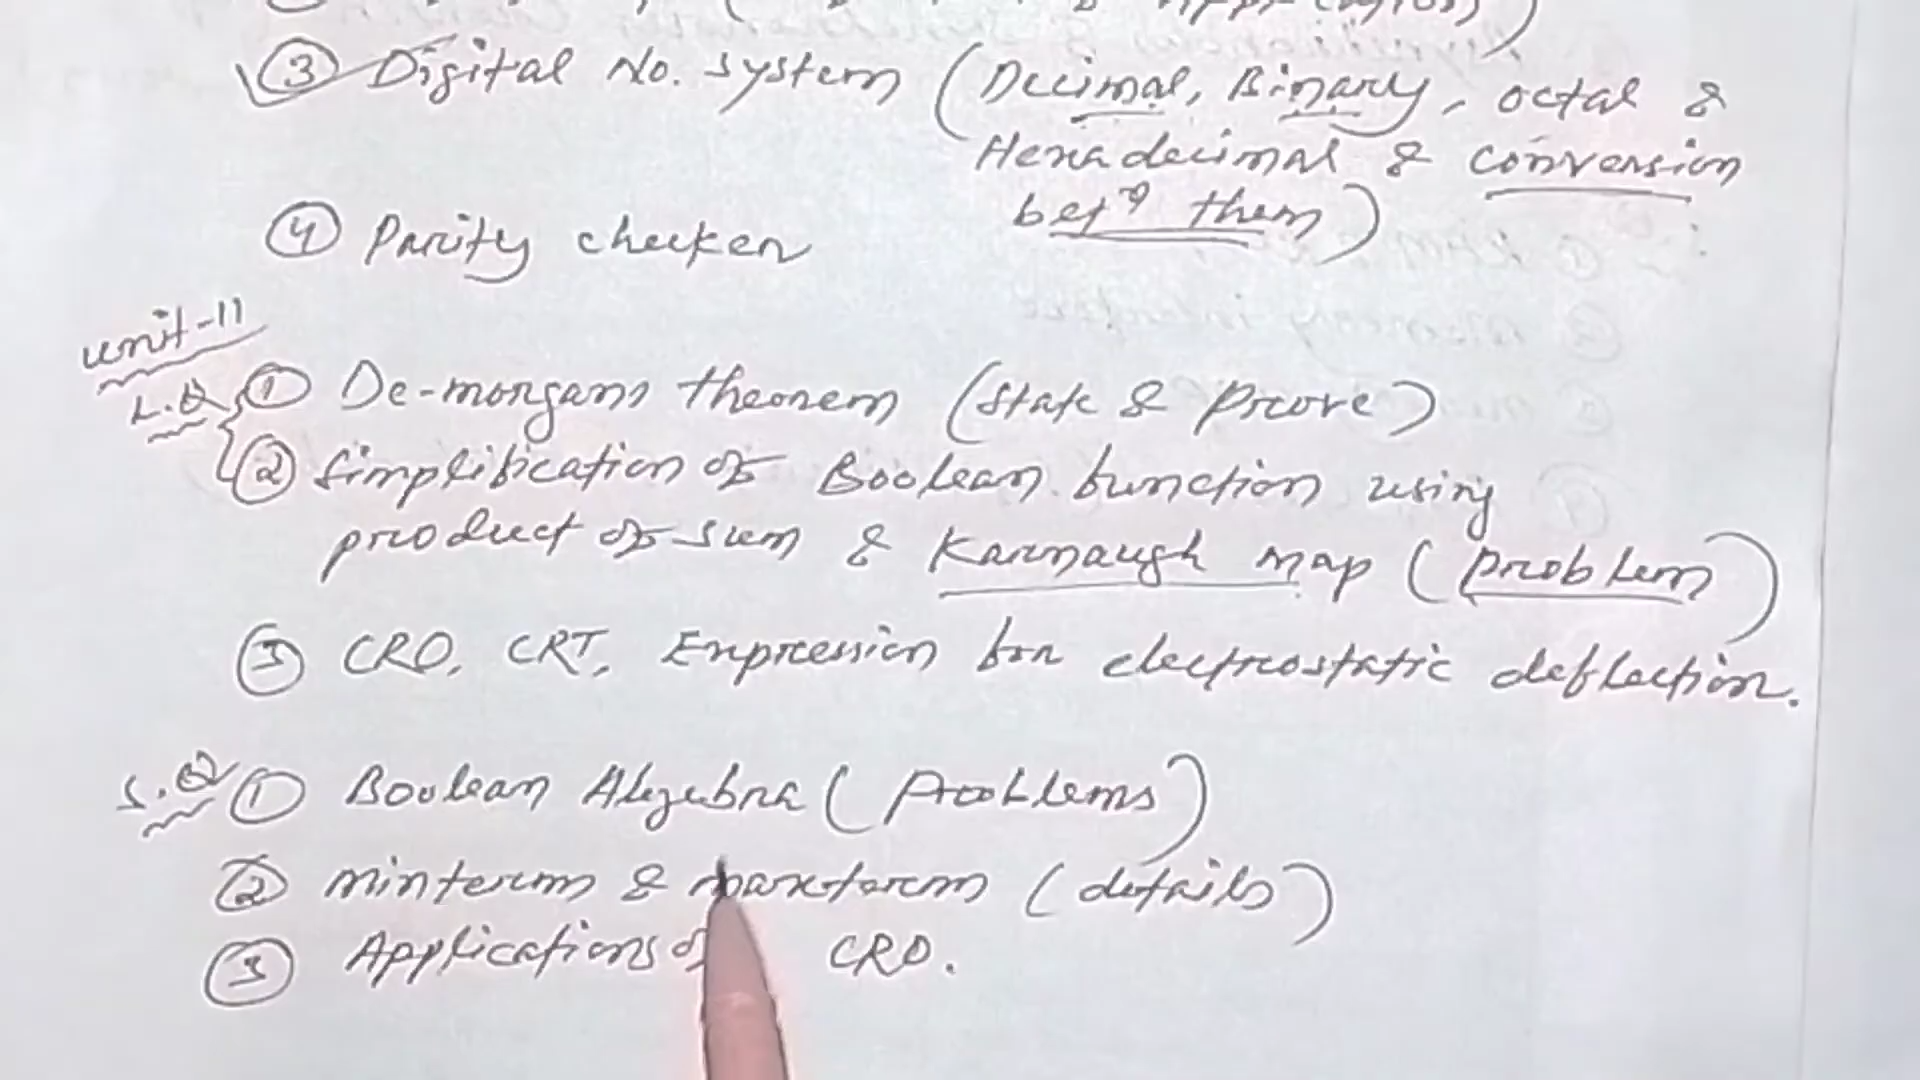 ③ Digital No. system (Decimal, Binary, octal &
Hexadecimal & conversion
betⁿ them)
④ Parity checker
unit-II
L.Q ① De-morgans theorem (State & prove)
② Simplification of Boolean function using
product of sum & Karnaugh map (problem)
③ CRO, CRT, Expression for electrostatic deflection.
S.Q ① Boolean Algebra (Problems)
② minterm & maxterm (details)
③ Applications of CRO.